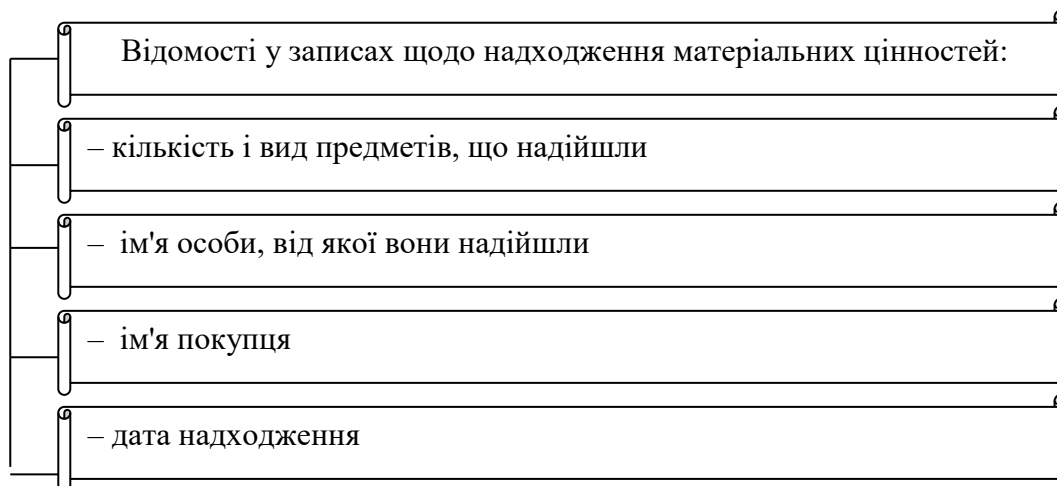 Відомості у записах щодо надходження матеріальних цінностей:
– кількість і вид предметів, що надійшли
– ім'я особи, від якої вони надійшли
– ім'я покупця
– дата надходження